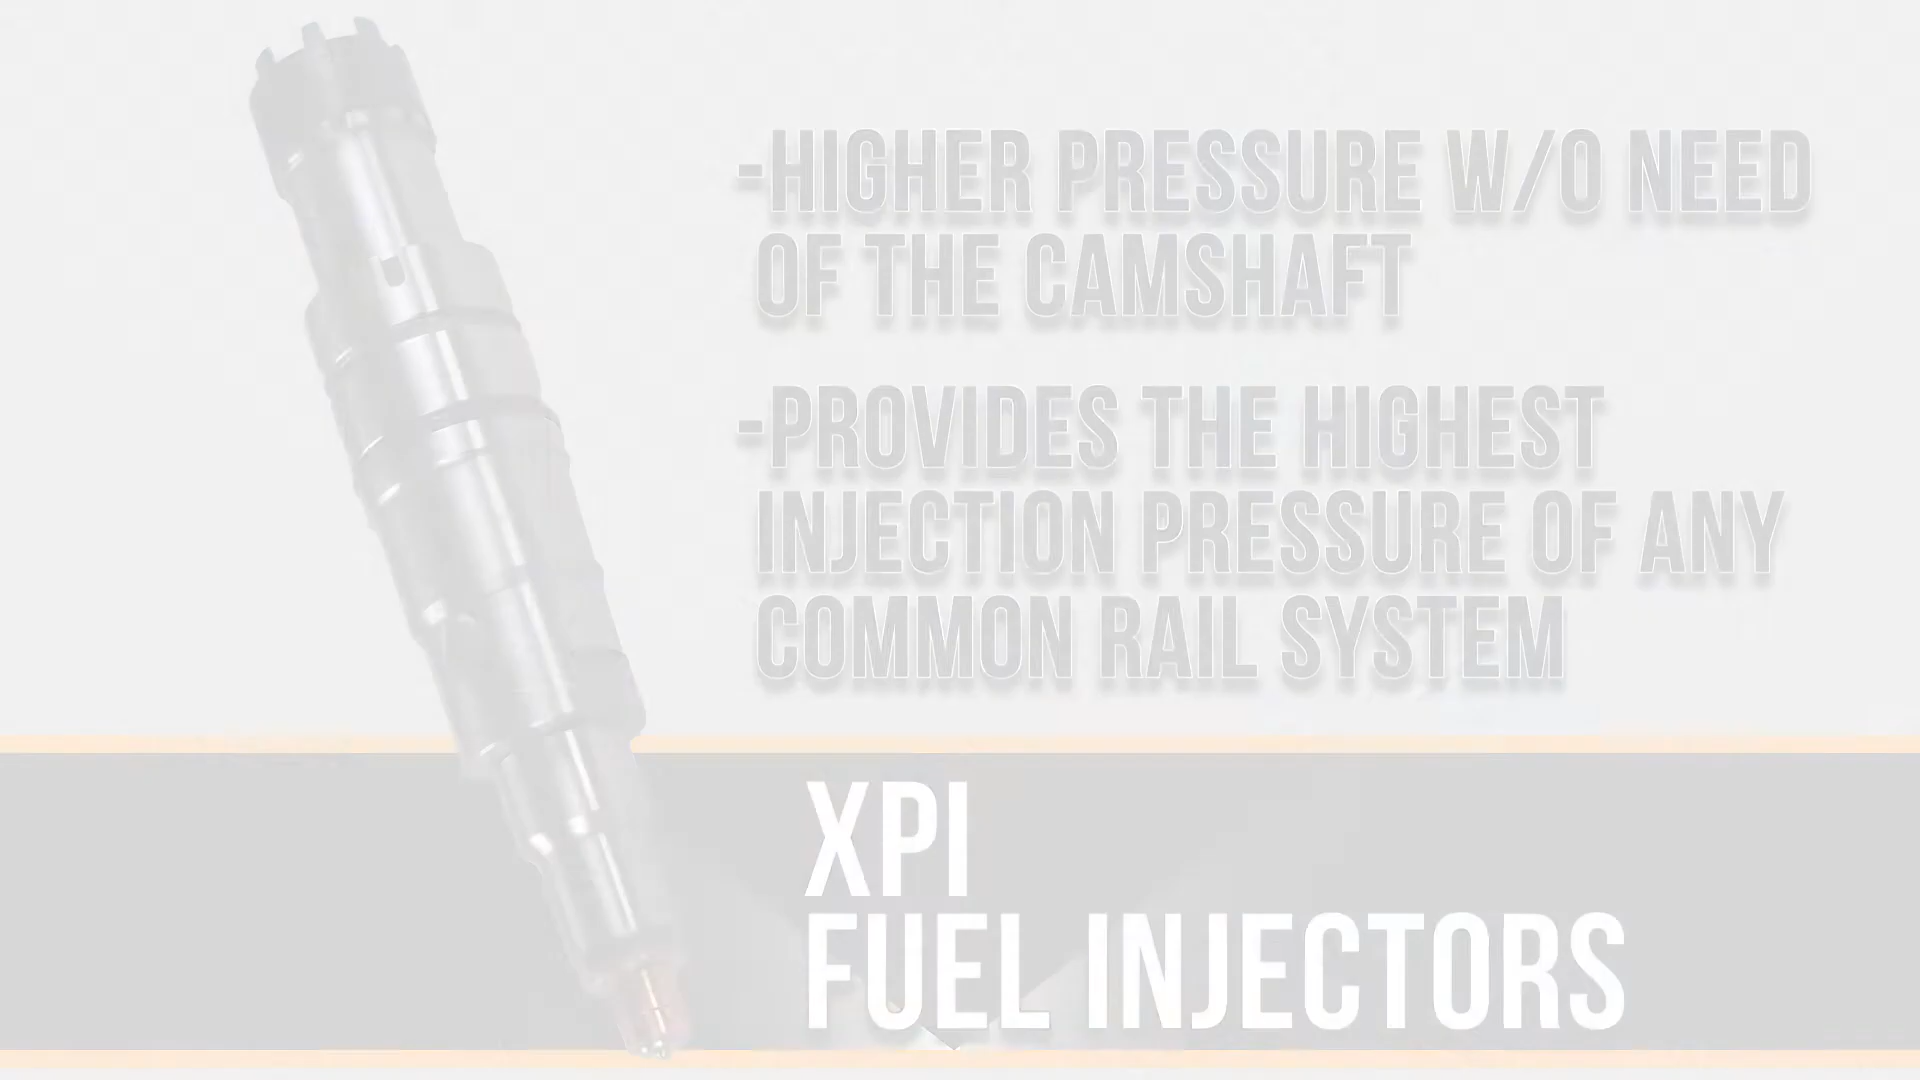 -HIGHER PRESSURE W/O NEED
OF THE CAMSHAFT
-PROVIDES THE HIGHEST
INJECTION PRESSURE OF ANY
COMMON RAIL SYSTEM
XPI
FUEL INJECTORS